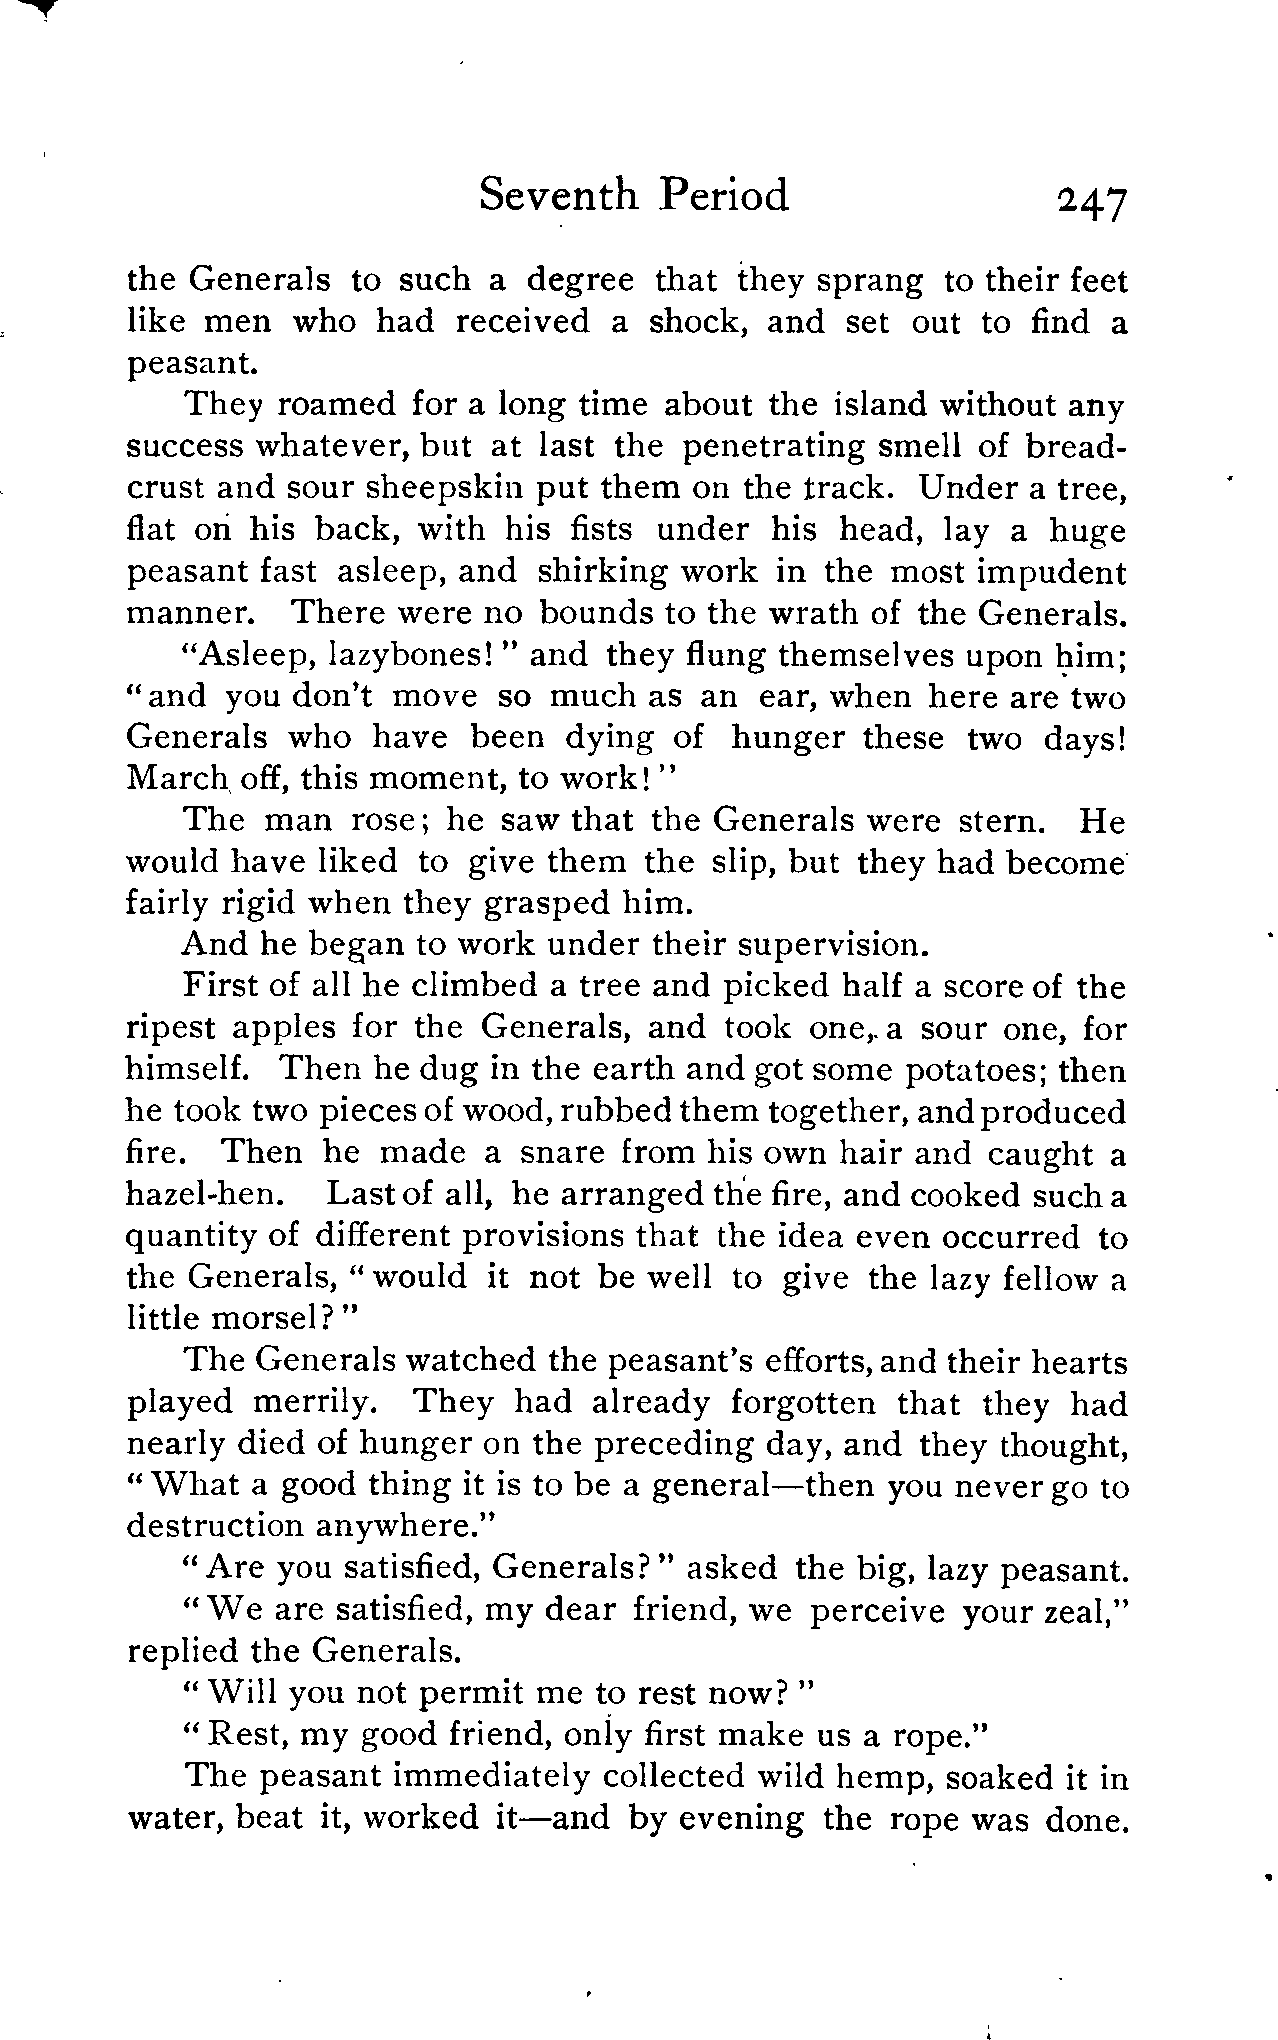 Seventh Period 247
the Generals to such a degree that they sprang to their feet
like men who had received a shock, and set out to find a
peasant.
They roamed for a long time about the island without any
success whatever, but at last the penetrating smell of bread-
crust and sour sheepskin put them on the track. Under a tree,
flat on his back, with his fists under his head, lay a huge
peasant fast asleep, and shirking work in the most impudent
manner. There were no bounds to the wrath of the Generals.
"Asleep, lazybones!" and they flung themselves upon him;
"and you don't move so much as an ear, when here are two
Generals who have been dying of hunger these two days!
March off, this moment, to work!"
The man rose; he saw that the Generals were stern. He
would have liked to give them the slip, but they had become
fairly rigid when they grasped him.
And he began to work under their supervision.
First of all he climbed a tree and picked half a score of the
ripest apples for the Generals, and took one, a sour one, for
himself. Then he dug in the earth and got some potatoes; then
he took two pieces of wood, rubbed them together, and produced
fire. Then he made a snare from his own hair and caught a
hazel-hen. Last of all, he arranged the fire, and cooked such a
quantity of different provisions that the idea even occurred to
the Generals, "would it not be well to give the lazy fellow a
little morsel?"
The Generals watched the peasant's efforts, and their hearts
played merrily. They had already forgotten that they had
nearly died of hunger on the preceding day, and they thought,
"What a good thing it is to be a general—then you never go to
destruction anywhere."
"Are you satisfied, Generals?" asked the big, lazy peasant.
"We are satisfied, my dear friend, we perceive your zeal,"
replied the Generals.
"Will you not permit me to rest now?"
"Rest, my good friend, only first make us a rope."
The peasant immediately collected wild hemp, soaked it in
water, beat it, worked it—and by evening the rope was done.